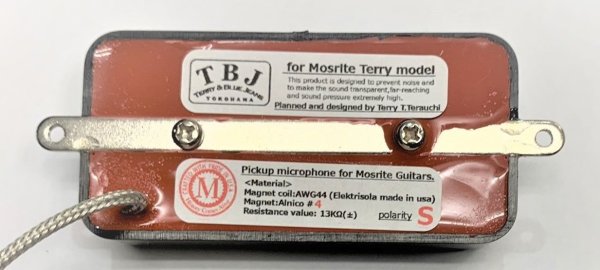 TBJ
TERRY & BLUE JEANS
YOKOHAMA
for Mosrite Terry model
This product is designed to prevent noise and
to make the sound transparent,far-reaching
and sound pressure extremely high.
Planned and designed by Terry T.Terauchi
M
Pickup microphone for Mosrite Guitars.
<Material>
Magnet coil:AWG44 (Elektrisola made in usa)
Magnet:Alnico #4
Resistance value: 13KΩ(±)
polarity S